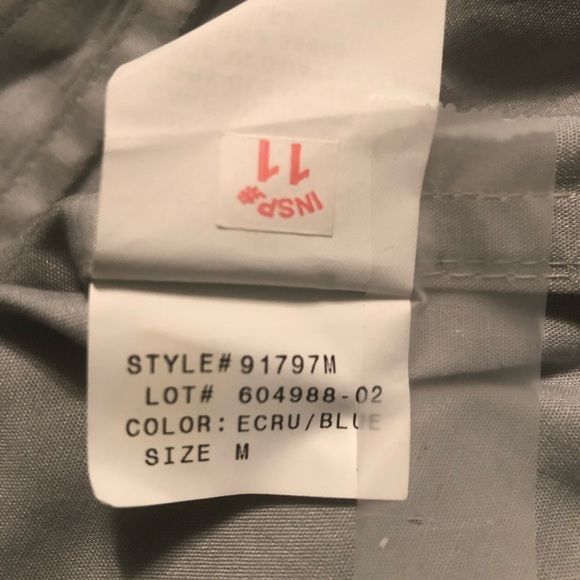 INSP.#
11
STYLE# 91797M
LOT# 604988-02
COLOR: ECRU/BLUE
SIZE M